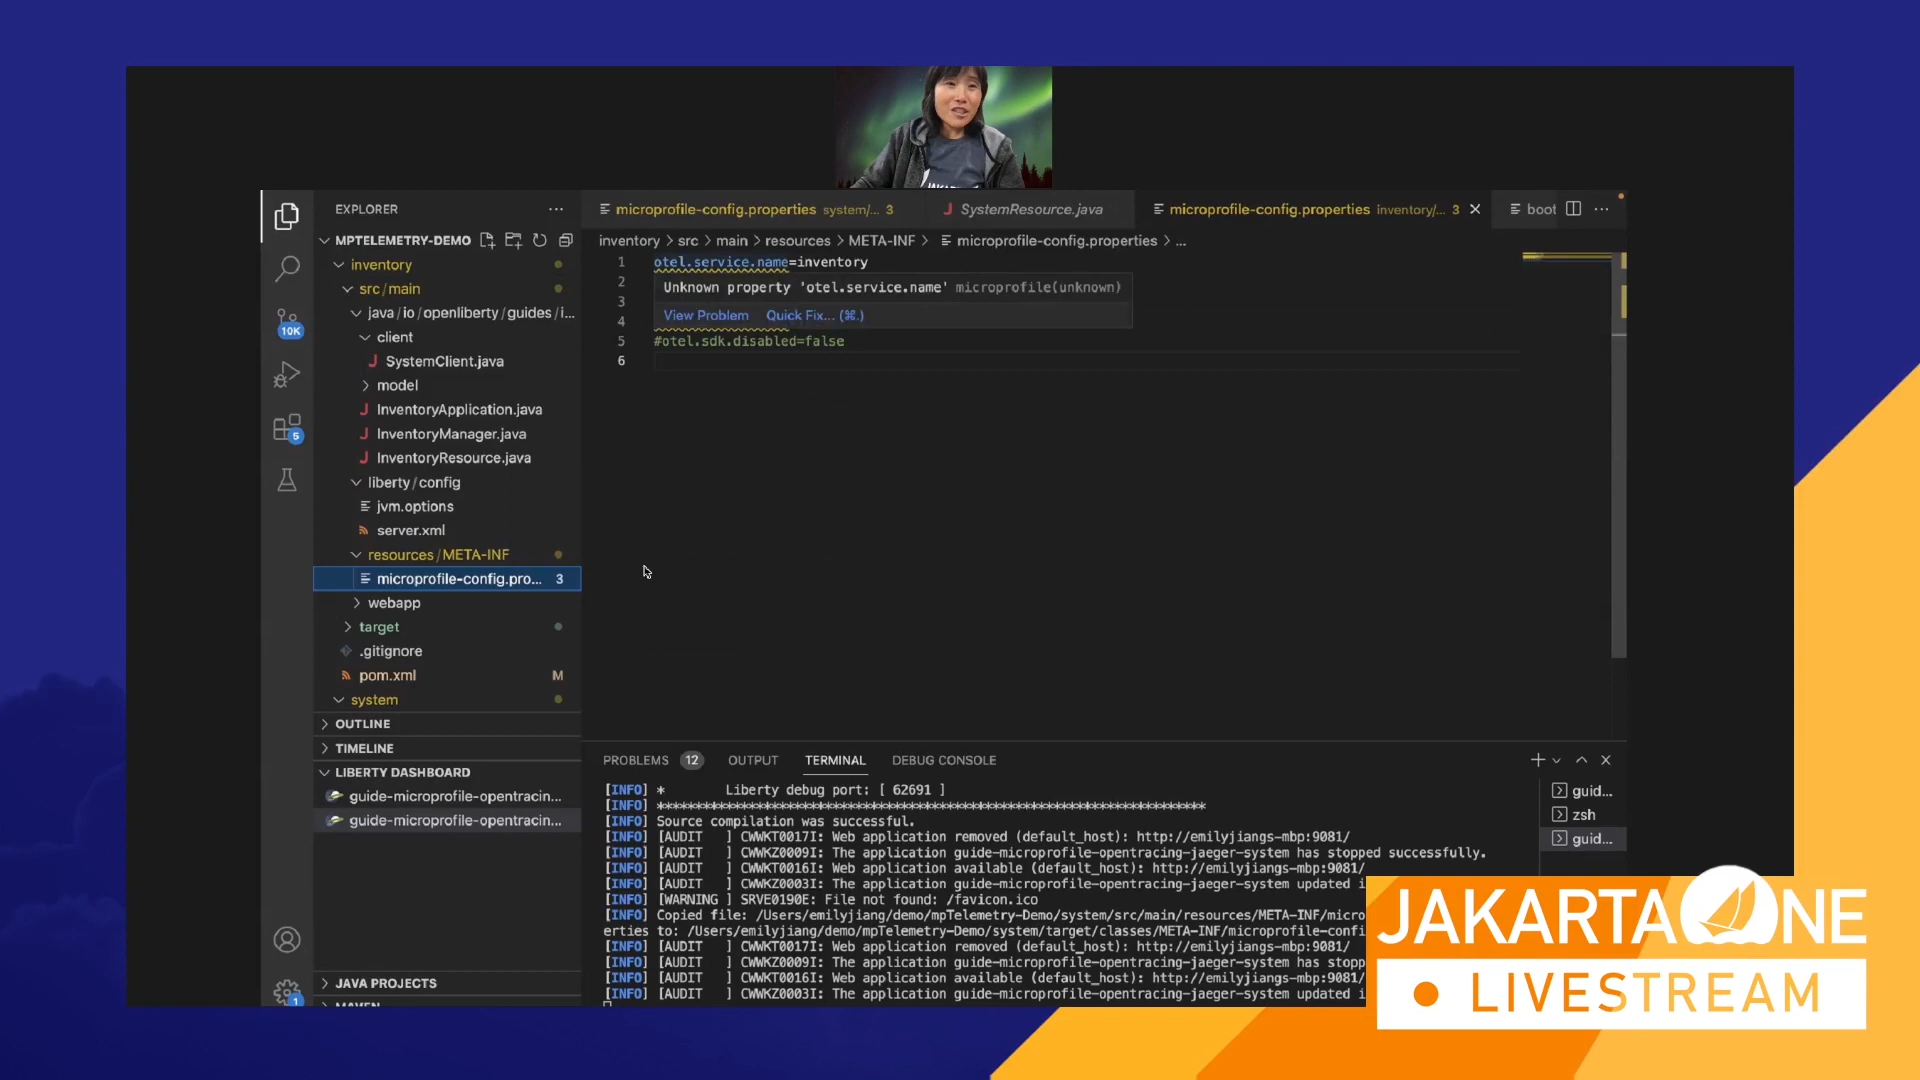 JAKARTA
EXPLORER
microprofile-config.properties system/... 3
SystemResource.java
microprofile-config.properties inventory/... 3
boot
MPTELEMETRY-DEMO
inventory > src > main > resources > META-INF > microprofile-config.properties > ...
inventory
1 otel.service.name=inventory
src/main
2
Unknown property 'otel.service.name' microprofile(unknown)
3
java/io/openliberty/guides/i...
View Problem Quick Fix... (⌘.)
4
10K
client
5 #otel.sdk.disabled=false
SystemClient.java
6
model
InventoryApplication.java
5
InventoryManager.java
InventoryResource.java
liberty/config
jvm.options
server.xml
resources/META-INF
microprofile-config.pro... 3
webapp
target
.gitignore
pom.xml M
system
OUTLINE
TIMELINE
LIBERTY DASHBOARD
guide-microprofile-opentracin...
guide-microprofile-opentracin...
JAVA PROJECTS
MAVEN
1
PROBLEMS 12 OUTPUT TERMINAL DEBUG CONSOLE
[INFO] * Liberty debug port: [ 62691 ]
[INFO] ************************************************************************
[INFO] Source compilation was successful.
[INFO] [AUDIT ] CWWKT0017I: Web application removed (default_host): http://emilyjiangs-mbp:9081/
[INFO] [AUDIT ] CWWKZ0009I: The application guide-microprofile-opentracing-jaeger-system has stopped successfully.
[INFO] [AUDIT ] CWWKT0016I: Web application available (default_host): http://emilyjiangs-mbp:9081/
[INFO] [AUDIT ] CWWKZ0003I: The application guide-microprofile-opentracing-jaeger-system updated i
[INFO] [WARNING ] SRVE0190E: File not found: /favicon.ico
[INFO] Copied file: /Users/emilyjiang/demo/mpTelemetry-Demo/system/src/main/resources/META-INF/micro
erties to: /Users/emilyjiang/demo/mpTelemetry-Demo/system/target/classes/META-INF/microprofile-confi
[INFO] [AUDIT ] CWWKT0017I: Web application removed (default_host): http://emilyjiangs-mbp:9081/
[INFO] [AUDIT ] CWWKZ0009I: The application guide-microprofile-opentracing-jaeger-system has stopp
[INFO] [AUDIT ] CWWKT0016I: Web application available (default_host): http://emilyjiangs-mbp:9081/
[INFO] [AUDIT ] CWWKZ0003I: The application guide-microprofile-opentracing-jaeger-system updated i
guid...
zsh
guid...
JAKARTA NE
LIVESTREAM